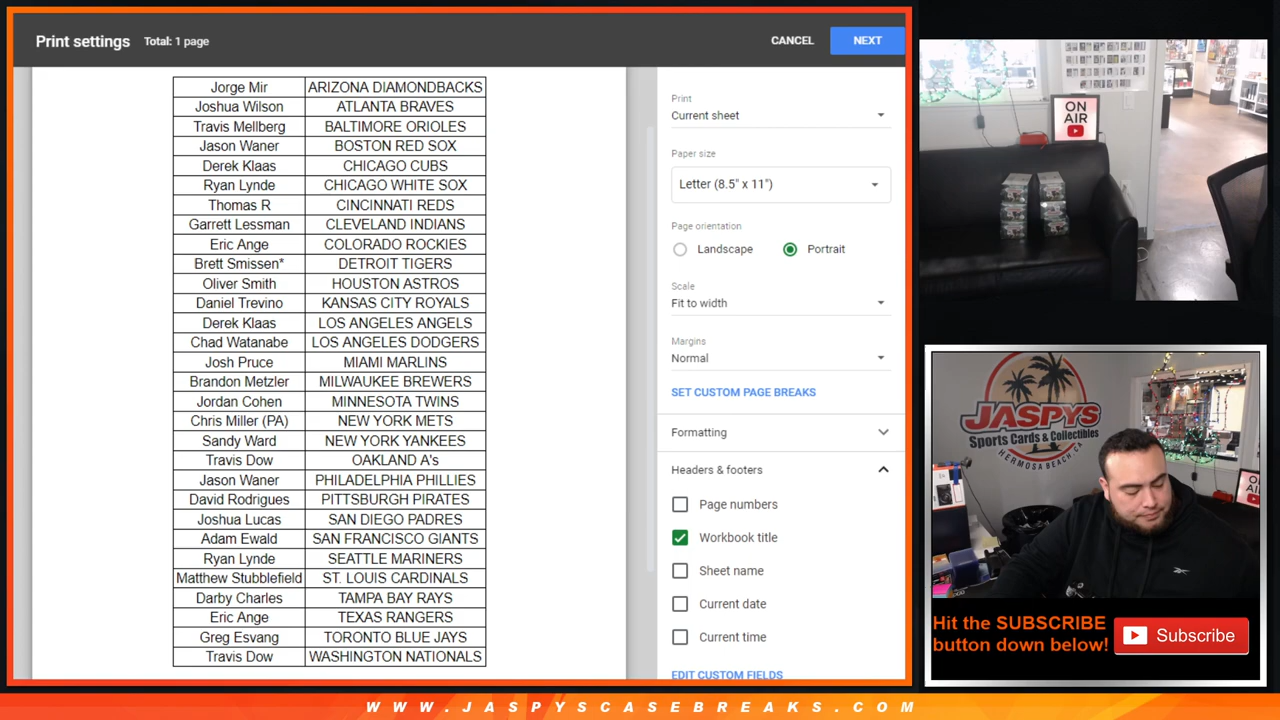 Print settings Total: 1 page CANCEL NEXT
Jorge Mir ARIZONA DIAMONDBACKS
Joshua Wilson ATLANTA BRAVES
Travis Mellberg BALTIMORE ORIOLES
Jason Waner BOSTON RED SOX
Derek Klaas CHICAGO CUBS
Ryan Lynde CHICAGO WHITE SOX
Thomas R CINCINNATI REDS
Garrett Lessman CLEVELAND INDIANS
Eric Ange COLORADO ROCKIES
Brett Smissen* DETROIT TIGERS
Oliver Smith HOUSTON ASTROS
Daniel Trevino KANSAS CITY ROYALS
Derek Klaas LOS ANGELES ANGELS
Chad Watanabe LOS ANGELES DODGERS
Josh Pruce MIAMI MARLINS
Brandon Metzler MILWAUKEE BREWERS
Jordan Cohen MINNESOTA TWINS
Chris Miller (PA) NEW YORK METS
Sandy Ward NEW YORK YANKEES
Travis Dow OAKLAND A's
Jason Waner PHILADELPHIA PHILLIES
David Rodrigues PITTSBURGH PIRATES
Joshua Lucas SAN DIEGO PADRES
Adam Ewald SAN FRANCISCO GIANTS
Ryan Lynde SEATTLE MARINERS
Matthew Stubblefield ST. LOUIS CARDINALS
Darby Charles TAMPA BAY RAYS
Eric Ange TEXAS RANGERS
Greg Esvang TORONTO BLUE JAYS
Travis Dow WASHINGTON NATIONALS
Print
Current sheet
Paper size
Letter (8.5" x 11")
Page orientation
Landscape Portrait
Scale
Fit to width
Margins
Normal
SET CUSTOM PAGE BREAKS
Formatting
Headers & footers
Page numbers
Workbook title
Sheet name
Current date
Current time
EDIT CUSTOM FIELDS
ON
AIR
JASPYS
Sports Cards & Collectibles
HERMOSA BEACH, CA
ON
AIR
Hit the SUBSCRIBE
button down below!
Subscribe
WWW.JASPYSCASEBREAKS.COM